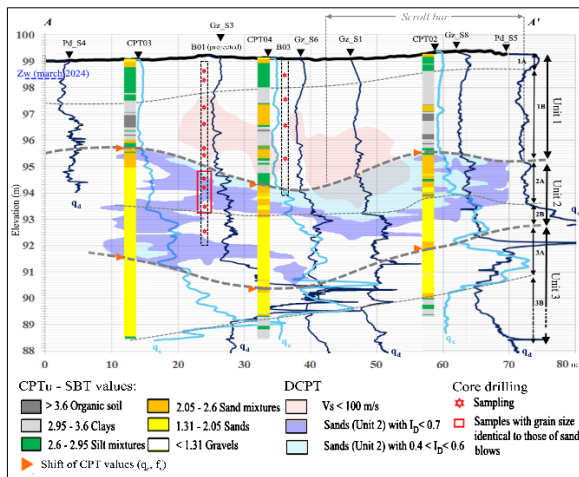 A
Scroll bar
A'
Gz_S3
Pd_S4
CPT03
B01 (projected)
CPT04
B03
Gz_S6
Gz_S1
CPT02
Gz_S8
Pd_S5
100
99
98
97
96
95
94
93
92
91
90
89
88
Elevation (m)
Zw (march 2024)
1A
1B
2A
2B
3A
3B
Unit 1
Unit 2
Unit 3
qd
qc
qd
qc
qd
qd
qc
qd
0
10
20
30
40
50
60
70
80 m
CPTu - SBT values:
> 3.6 Organic soil
2.95 - 3.6 Clays
2.6 - 2.95 Silt mixtures
2.05 - 2.6 Sand mixtures
1.31 - 2.05 Sands
< 1.31 Gravels
Shift of CPT values (qc, fs)
DCPT
Vs < 100 m/s
Sands (Unit 2) with ID < 0.7
Sands (Unit 2) with 0.4 < ID < 0.6
Core drilling
Sampling
Samples with grain size
identical to those of sand
blows